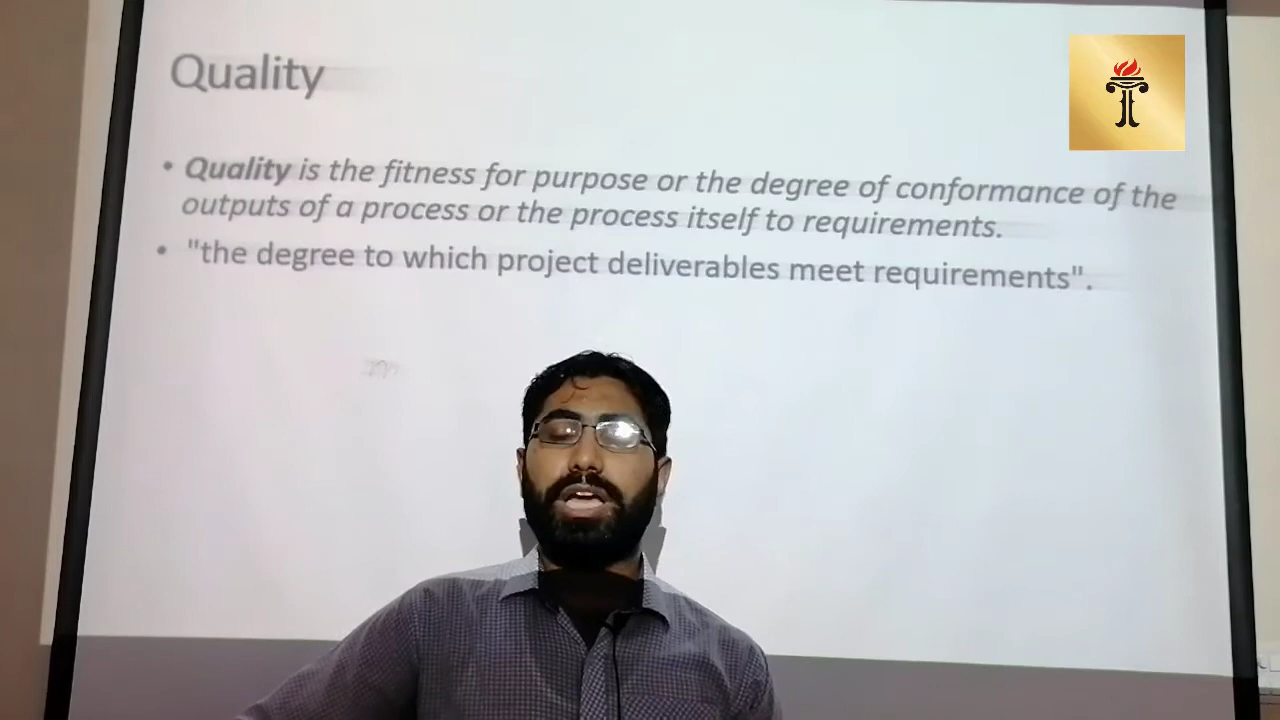 Quality
• Quality is the fitness for purpose or the degree of conformance of the
outputs of a process or the process itself to requirements.
• "the degree to which project deliverables meet requirements".